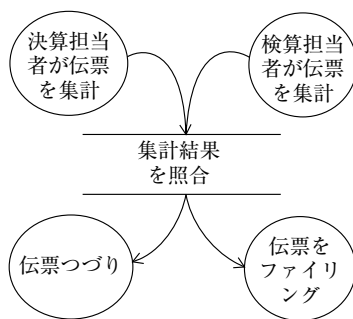 決算担当
者が伝票
を集計
検算担当
者が伝票
を集計
集計結果
を照合
伝票つづり
伝票を
ファイリ
ング